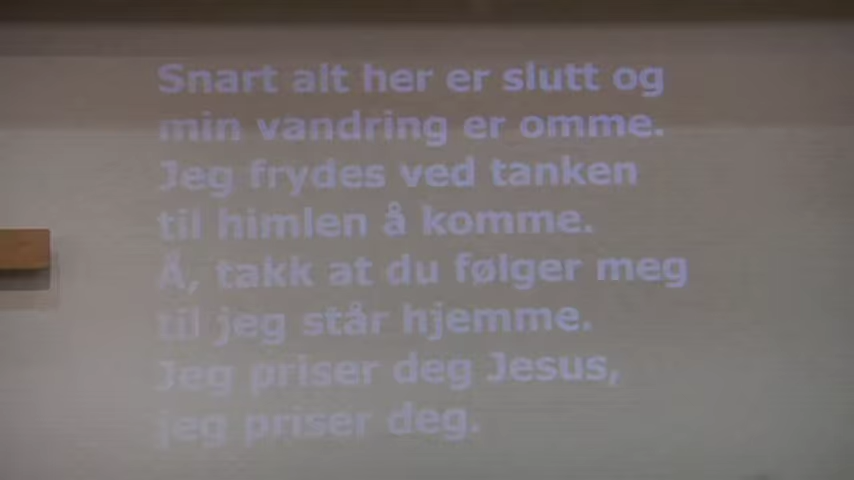 Snart alt her er slutt og
min vandring er omme.
Jeg frydes ved tanken
til himlen å komme.
Å, takk at du følger meg
til jeg står hjemme.
Jeg priser deg Jesus,
jeg priser deg.